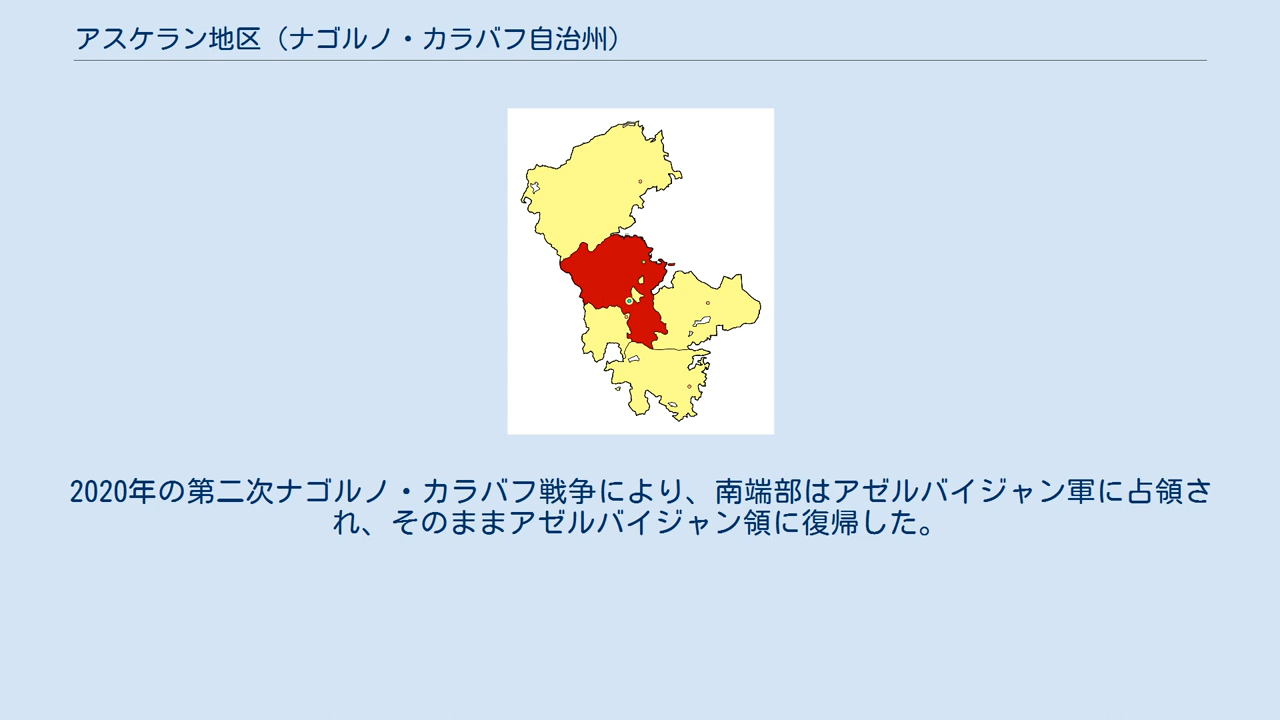 アスケラン地区（ナゴルノ・カラバフ自治州）
2020年の第二次ナゴルノ・カラバフ戦争により、南端部はアゼルバイジャン軍に占領さ
れ、そのままアゼルバイジャン領に復帰した。